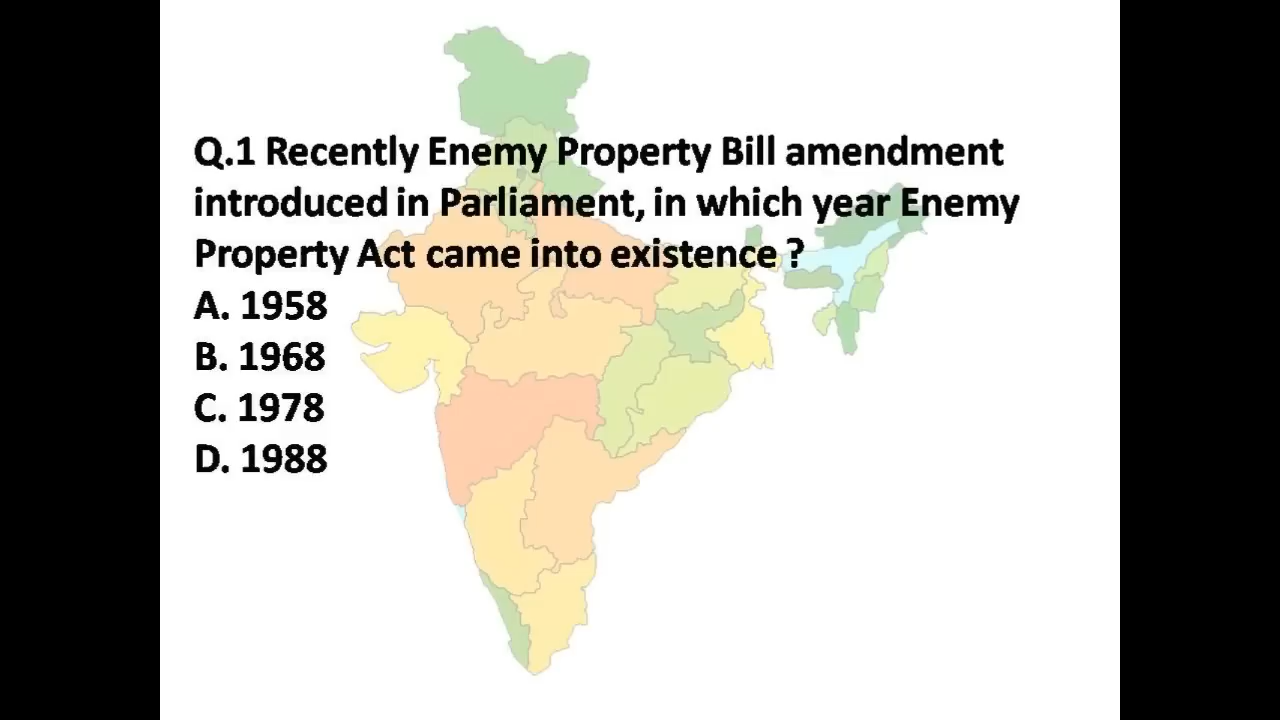 Q.1 Recently Enemy Property Bill amendment
introduced in Parliament, in which year Enemy
Property Act came into existence ?
A. 1958
B. 1968
C. 1978
D. 1988